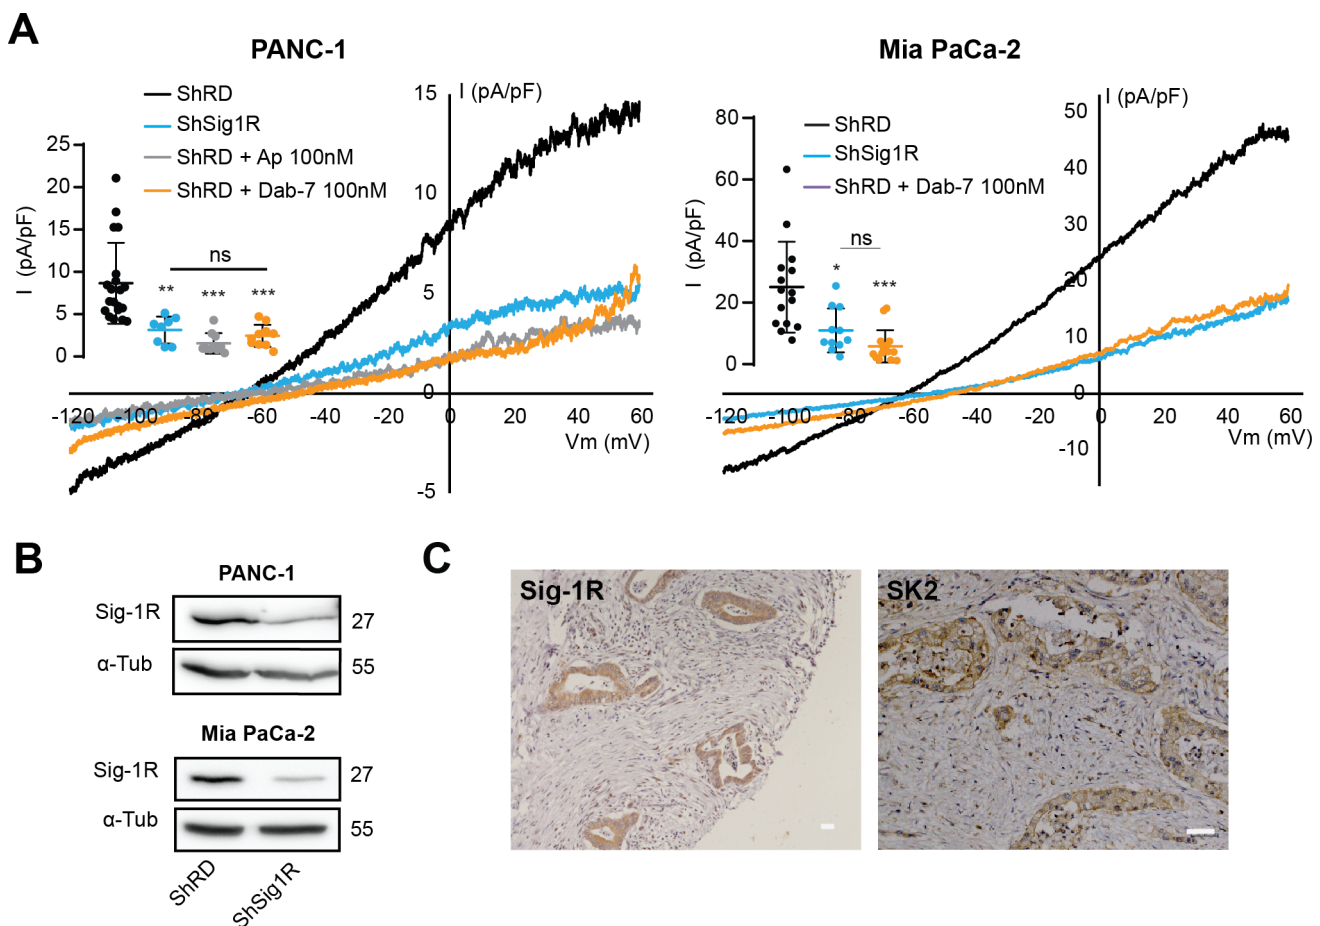 A
PANC-1
Mia PaCa-2
ShRD
ShSig1R
ShRD + Ap 100nM
ShRD + Dab-7 100nM
I (pA/pF)
25
20
15
10
5
0
ns
**
***
***
I (pA/pF)
15
10
5
0
-5
-120
-100
-80
-60
0
20
40
60
Vm (mV)
ShRD
ShSig1R
ShRD + Dab-7 100nM
I (pA/pF)
80
60
40
20
0
ns
*
***
I (pA/pF)
50
40
30
20
10
0
-10
-120
-100
-80
-60
0
20
40
60
Vm (mV)
B
PANC-1
Sig-1R
27
α-Tub
55
Mia PaCa-2
Sig-1R
27
α-Tub
55
ShRD
ShSig1R
C
Sig-1R
SK2